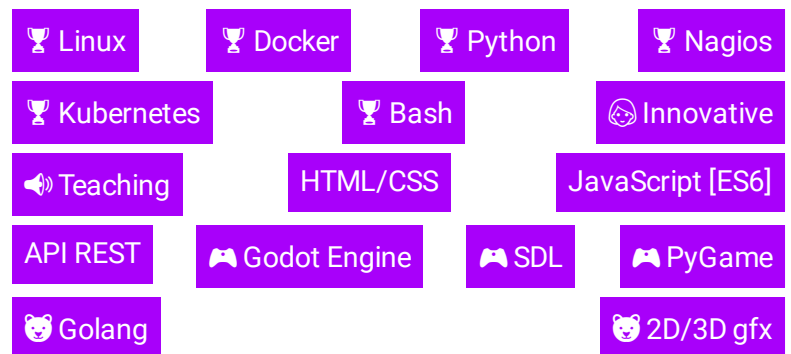 Linux Docker Python Nagios
Kubernetes Bash Innovative
Teaching HTML/CSS JavaScript [ES6]
API REST Godot Engine SDL PyGame
Golang 2D/3D gfx